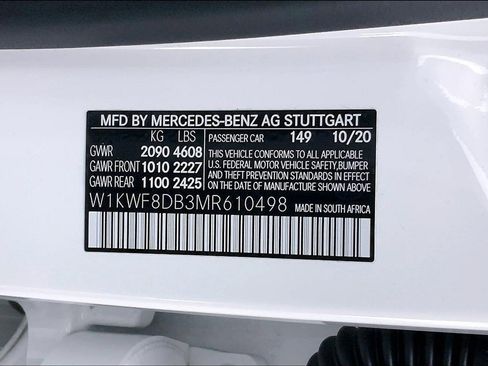 MFD BY MERCEDES-BENZ AG STUTTGART
KG LBS PASSENGER CAR 149 10/20
GVWR 2090 4608 THIS VEHICLE CONFORMS TO ALL APPLICABLE
GAWR FRONT 1010 2227 U.S. FEDERAL MOTOR VEHICLE SAFETY, BUMPER
AND THEFT PREVENTION STANDARDS IN EFFECT
GAWR REAR 1100 2425 ON THE DATE OF MANUFACTURE SHOWN ABOVE
W1KWF8DB3MR610498 MADE IN SOUTH AFRICA